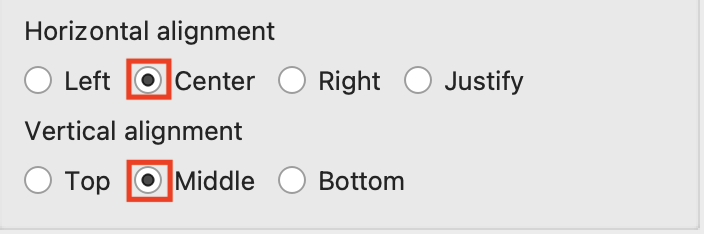 Horizontal alignment
Left Center Right Justify
Vertical alignment
Top Middle Bottom